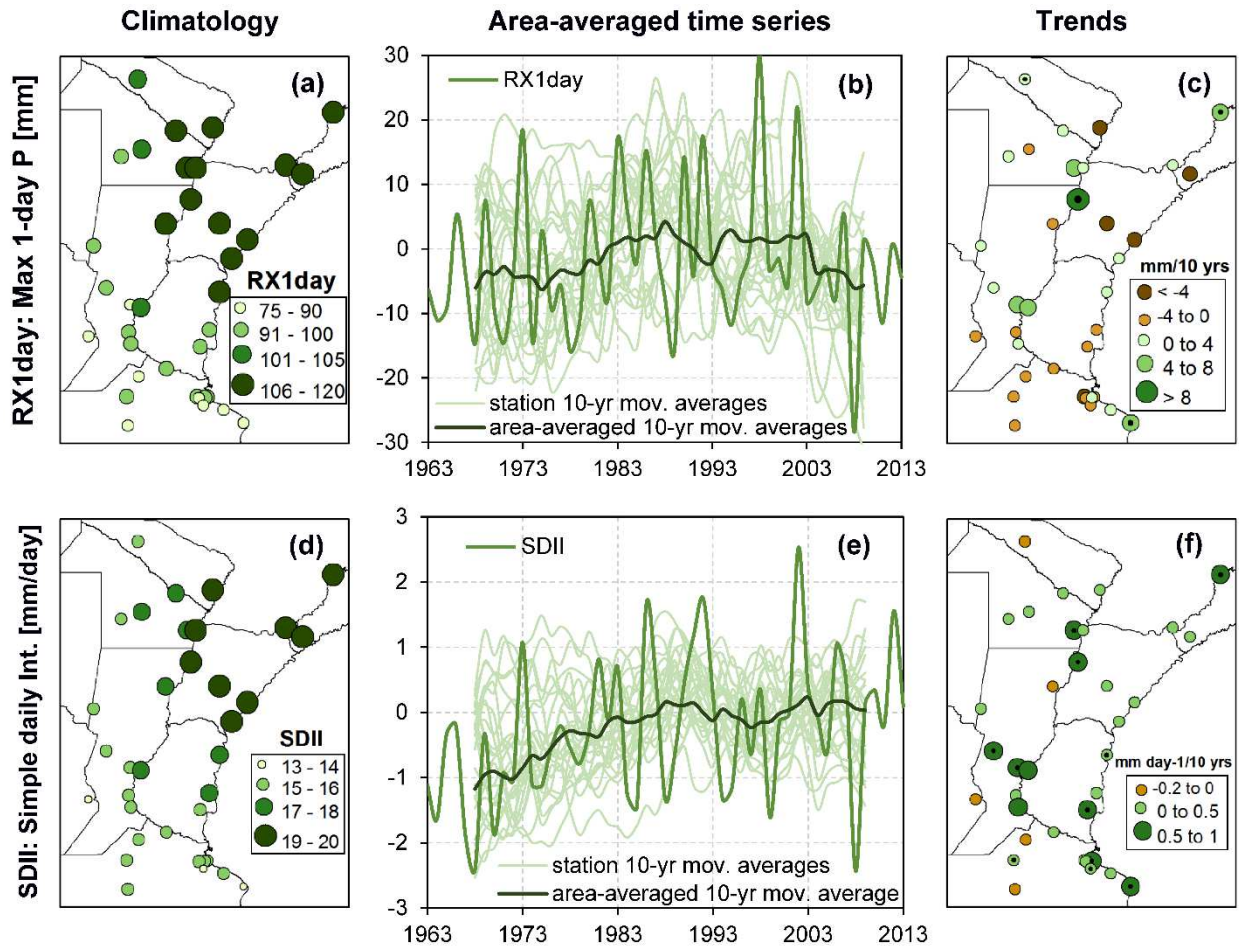 Climatology
Area-averaged time series
Trends
RX1day: Max 1-day P [mm]
(a)
RX1day
75 - 90
91 - 100
101 - 105
106 - 120
30
20
10
0
-10
-20
-30
RX1day
(b)
station 10-yr mov. averages
area-averaged 10-yr mov. averages
1963
1973
1983
1993
2003
2013
(c)
mm/10 yrs
< -4
-4 to 0
0 to 4
4 to 8
> 8
SDII: Simple daily Int. [mm/day]
(d)
SDII
13 - 14
15 - 16
17 - 18
19 - 20
3
2
1
0
-1
-2
-3
SDII
(e)
station 10-yr mov. averages
area-averaged 10-yr mov. average
1963
1973
1983
1993
2003
2013
(f)
mm day-1/10 yrs
-0.2 to 0
0 to 0.5
0.5 to 1